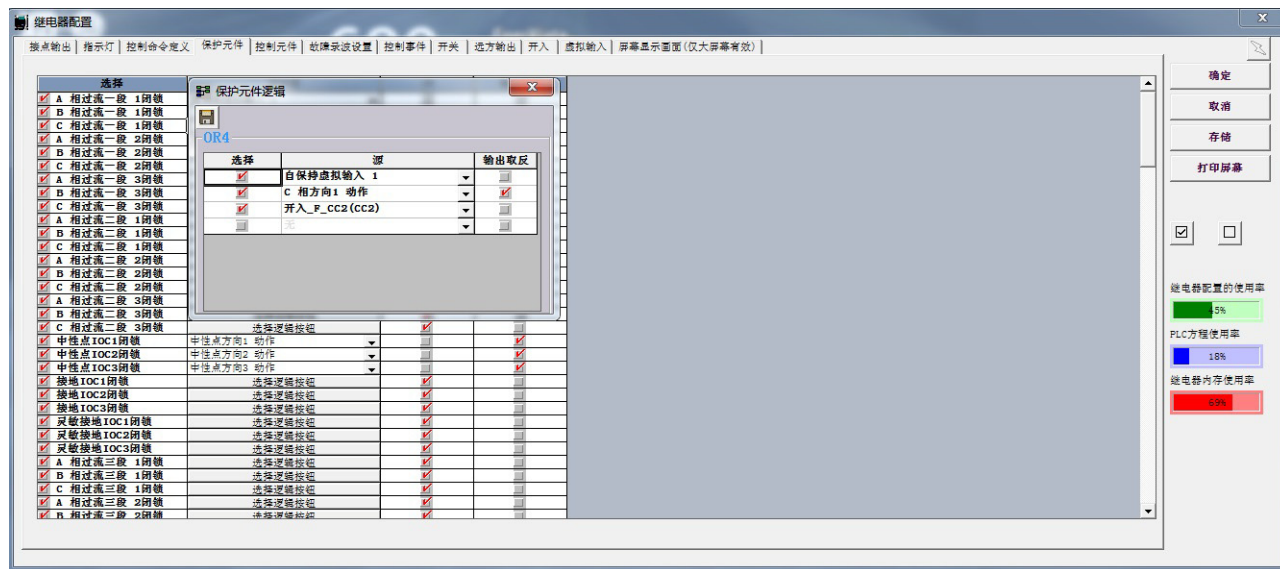 继电器配置
接点输出 指示灯 控制命令定义 保护元件 控制元件 故障录波设置 控制事件 开关 远方输出 开入 虚拟输入 屏幕显示画面(仅大屏幕有效)
选择
A 相过流一段 1闭锁
B 相过流一段 1闭锁
C 相过流一段 1闭锁
A 相过流一段 2闭锁
B 相过流一段 2闭锁
C 相过流一段 2闭锁
A 相过流一段 3闭锁
B 相过流一段 3闭锁
C 相过流一段 3闭锁
A 相过流二段 1闭锁
B 相过流二段 1闭锁
C 相过流二段 1闭锁
A 相过流二段 2闭锁
B 相过流二段 2闭锁
C 相过流二段 2闭锁
A 相过流二段 3闭锁
B 相过流二段 3闭锁
C 相过流二段 3闭锁 选择逻辑按钮
中性点IOC1闭锁 中性点方向1 动作
中性点IOC2闭锁 中性点方向2 动作
中性点IOC3闭锁 中性点方向3 动作
接地IOC1闭锁 选择逻辑按钮
接地IOC2闭锁 选择逻辑按钮
接地IOC3闭锁 选择逻辑按钮
灵敏接地IOC1闭锁 选择逻辑按钮
灵敏接地IOC2闭锁 选择逻辑按钮
灵敏接地IOC3闭锁 选择逻辑按钮
A 相过流三段 1闭锁 选择逻辑按钮
B 相过流三段 1闭锁 选择逻辑按钮
C 相过流三段 1闭锁 选择逻辑按钮
A 相过流三段 2闭锁 选择逻辑按钮
B 相过流三段 2闭锁 选择逻辑按钮
保护元件逻辑
OR4
选择 源 输出取反
自保持虚拟输入 1
C 相方向1 动作
开入_F_CC2(CC2)
无
确定
取消
存储
打印屏幕
继电器配置的使用率
45%
PLC方程使用率
18%
继电器内存使用率
69%